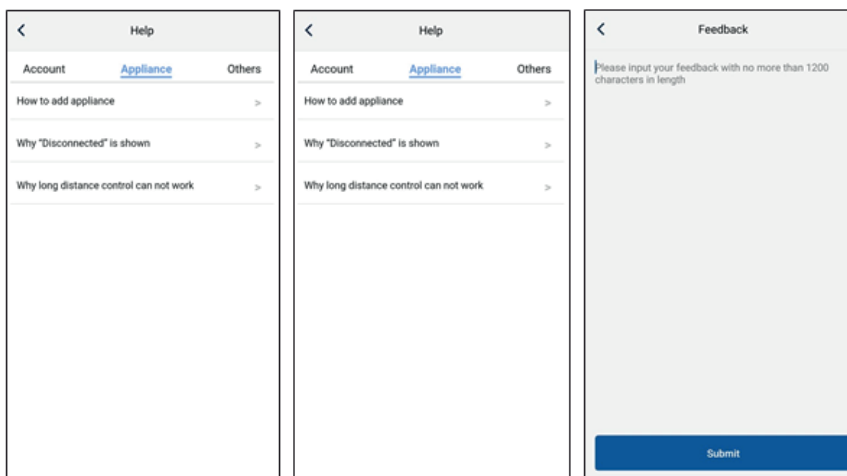 Help
Account Appliance Others
How to add appliance >
Why "Disconnected" is shown >
Why long distance control can not work >
Help
Account Appliance Others
How to add appliance >
Why "Disconnected" is shown >
Why long distance control can not work >
Feedback
Please input your feedback with no more than 1200
characters in length
Submit